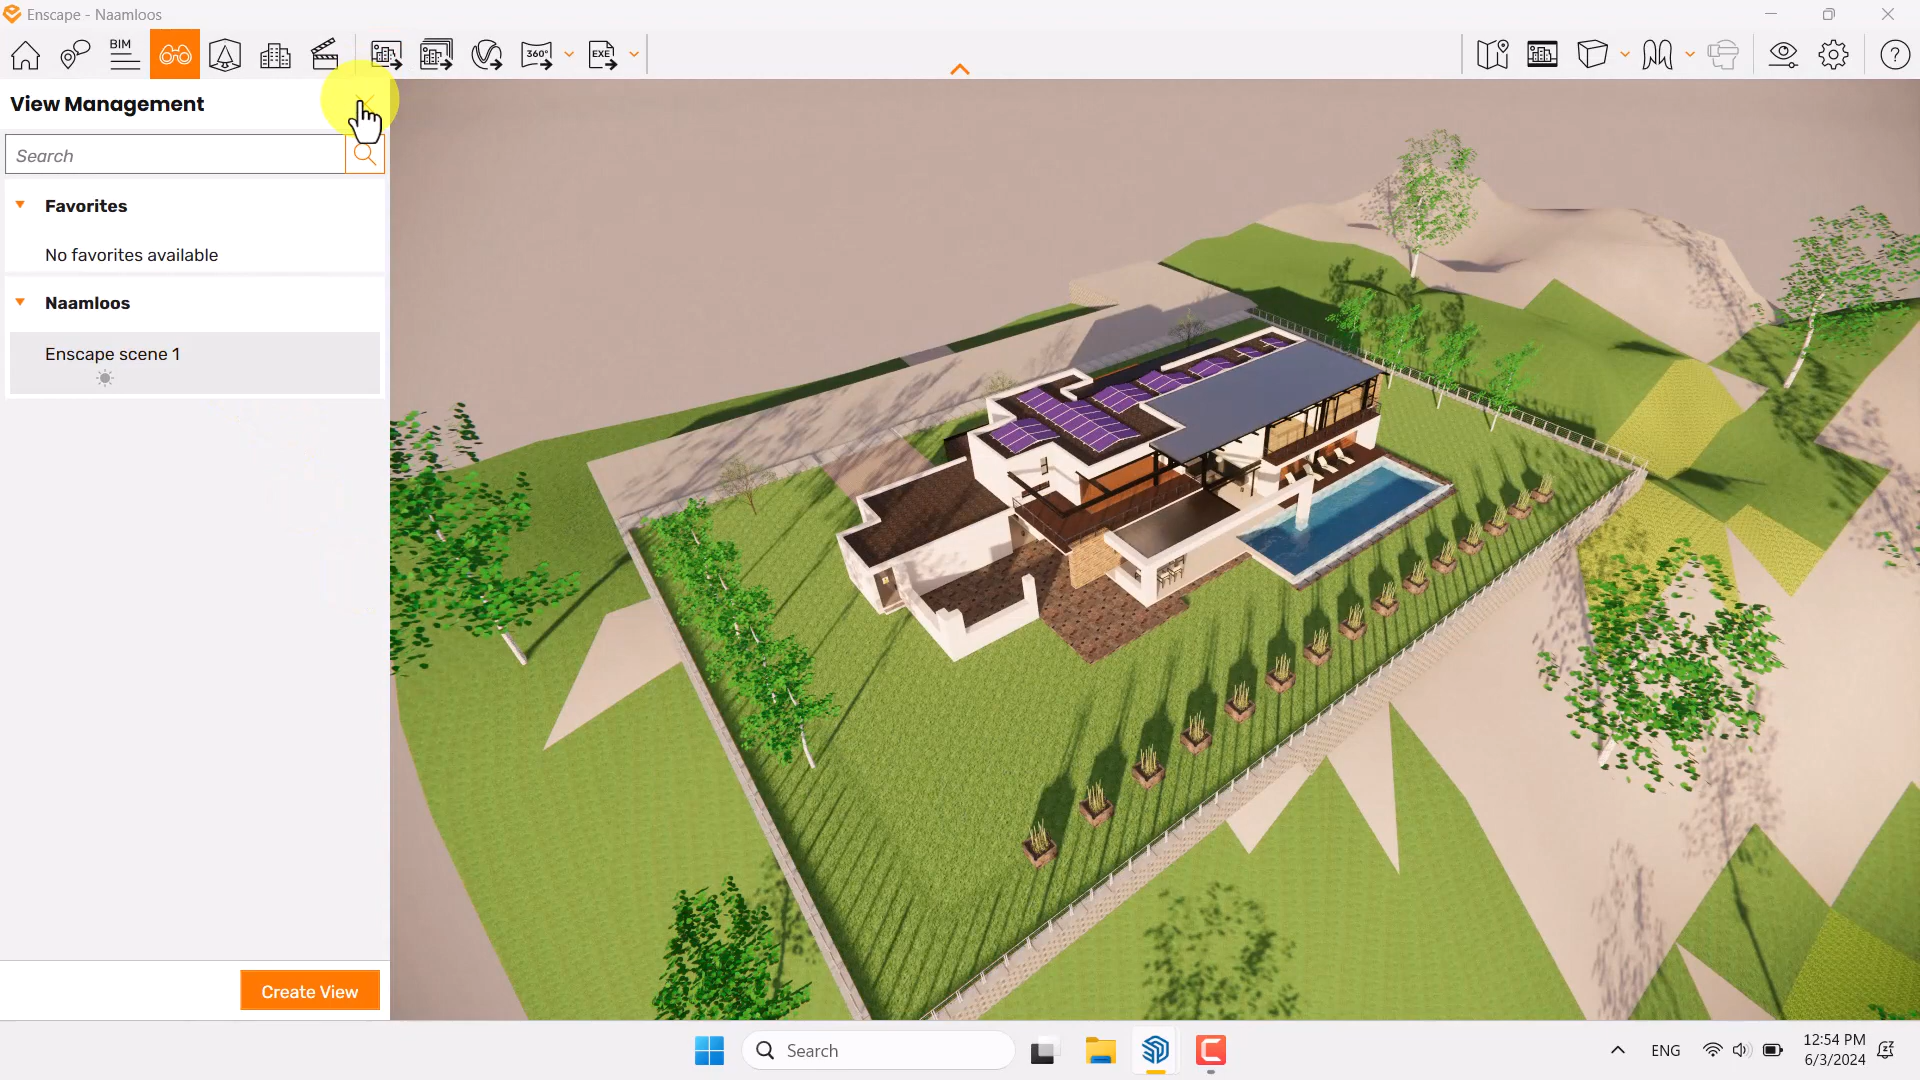 Enscape - Naamloos
BIM
360°
EXE
View Management
Search
Favorites
No favorites available
Naamloos
Enscape scene 1
Create View
Search
ENG
12:54 PM
6/3/2024